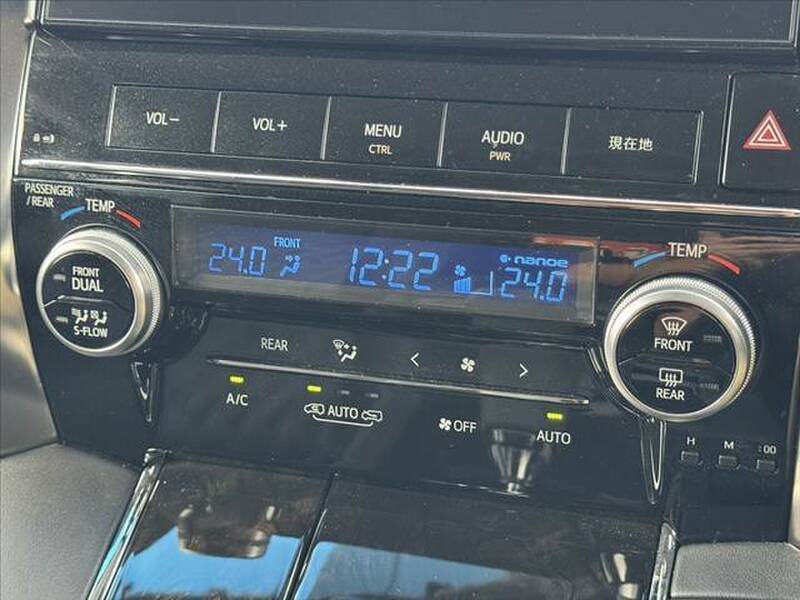 VOL-
VOL+
MENU
CTRL
AUDIO
PWR
現在地
PASSENGER
/REAR
TEMP
FRONT
24.0
12:22
nanoe
24.0
TEMP
FRONT
DUAL
S-FLOW
FRONT
REAR
REAR
<
>
A/C
AUTO
OFF
AUTO
H
M
:00